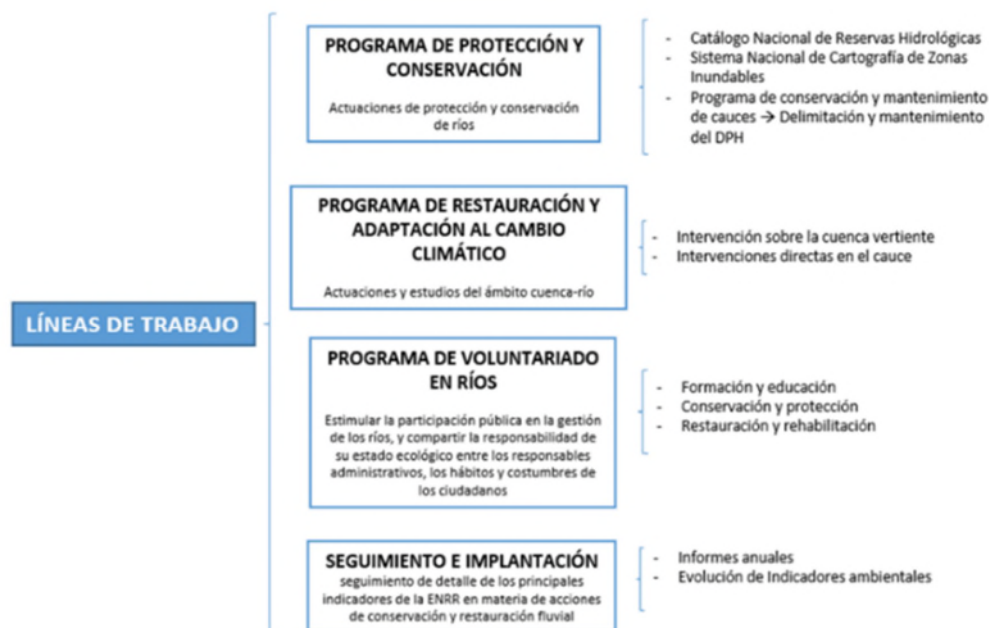 LÍNEAS DE TRABAJO
PROGRAMA DE PROTECCIÓN Y
CONSERVACIÓN
Actuaciones de protección y conservación
de ríos
- Catálogo Nacional de Reservas Hidrológicas
- Sistema Nacional de Cartografía de Zonas
Inundables
- Programa de conservación y mantenimiento
de cauces → Delimitación y mantenimiento
del DPH
PROGRAMA DE RESTAURACIÓN Y
ADAPTACIÓN AL CAMBIO
CLIMÁTICO
Actuaciones y estudios del ámbito cuenca-río
- Intervención sobre la cuenca vertiente
- Intervenciones directas en el cauce
PROGRAMA DE VOLUNTARIADO
EN RÍOS
Estimular la participación pública en la gestión
de los ríos, y compartir la responsabilidad de
su estado ecológico entre los responsables
administrativos, los hábitos y costumbres de
los ciudadanos
- Formación y educación
- Conservación y protección
- Restauración y rehabilitación
SEGUIMIENTO E IMPLANTACIÓN
seguimiento de detalle de los principales
indicadores de la ENRR en materia de acciones
de conservación y restauración fluvial
- Informes anuales
- Evolución de Indicadores ambientales